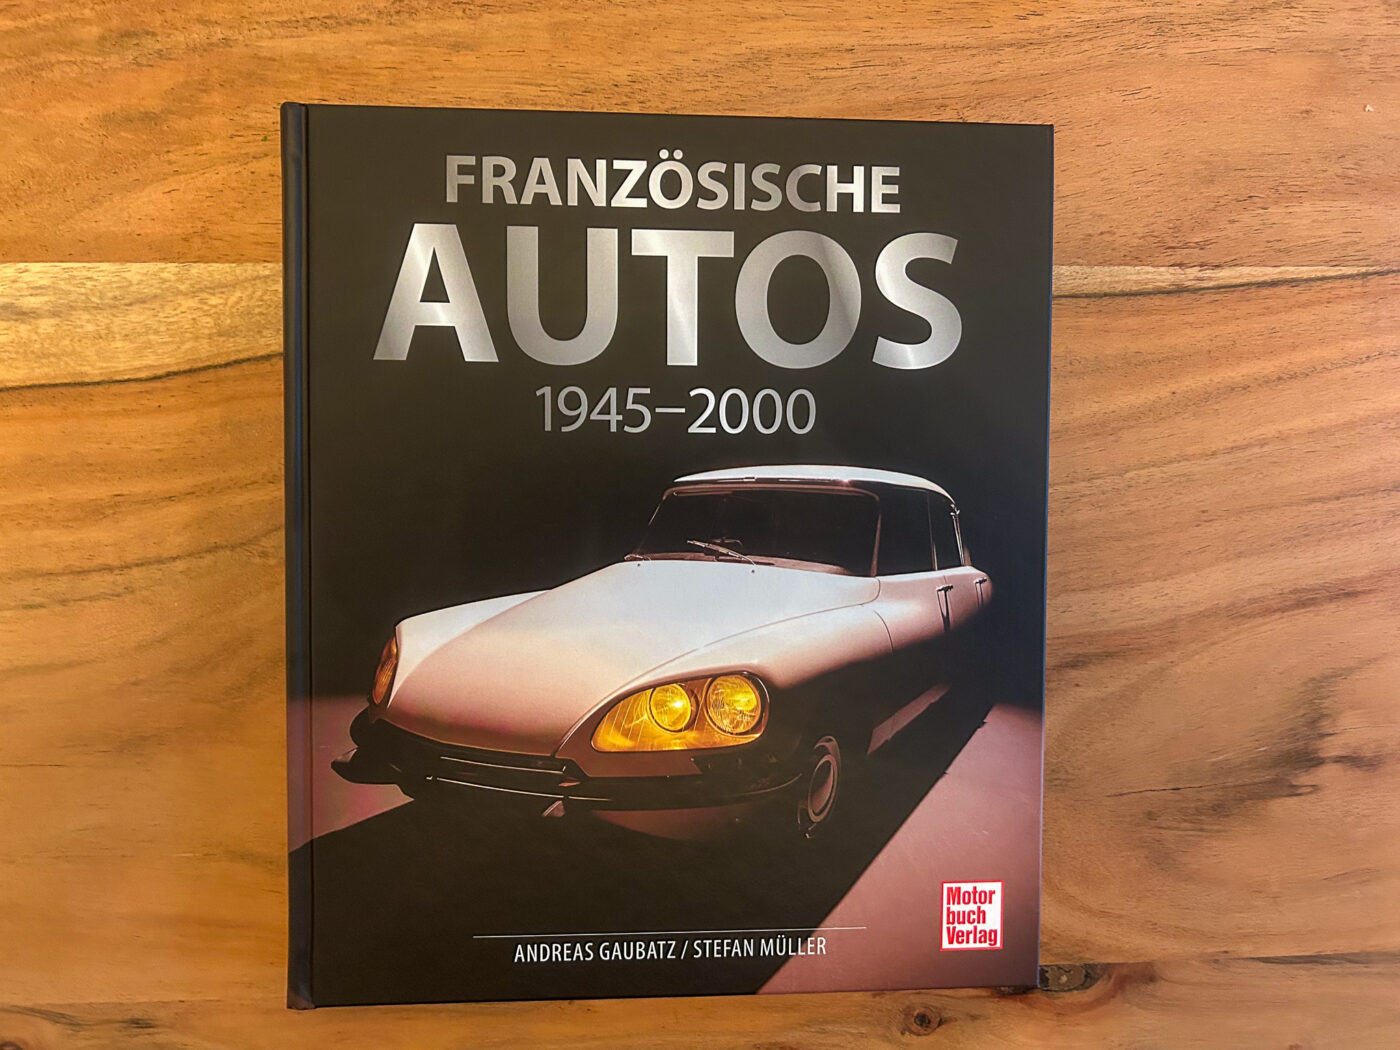 FRANZÖSISCHE
AUTOS
1945–2000
Motor
buch
Verlag
ANDREAS GAUBATZ / STEFAN MÜLLER